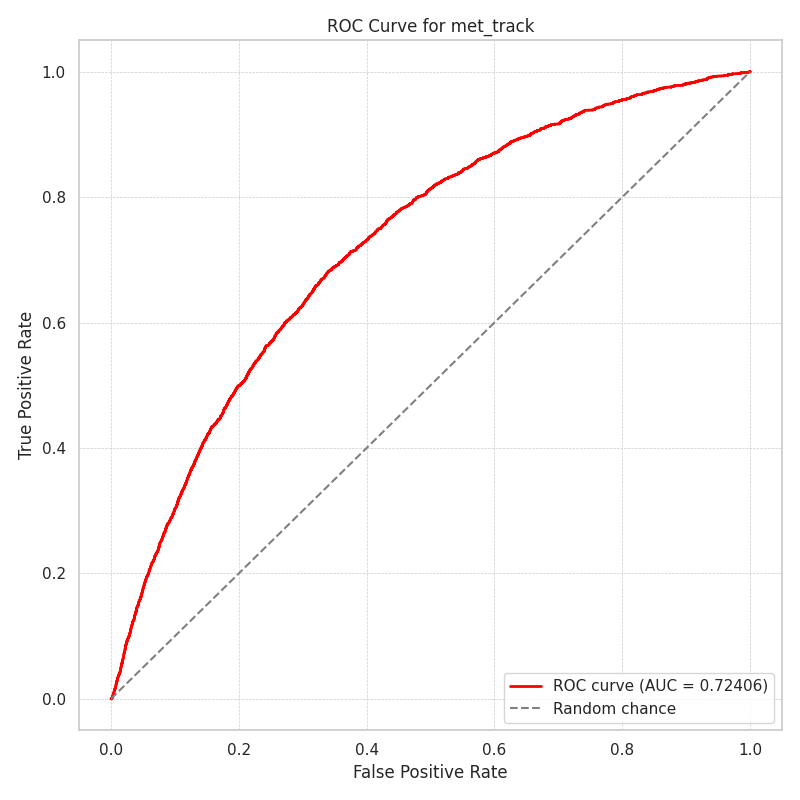 ROC Curve for met_track
1.0
0.8
0.6
0.4
0.2
0.0
True Positive Rate
ROC curve (AUC = 0.72406)
Random chance
0.0 0.2 0.4 0.6 0.8 1.0
False Positive Rate